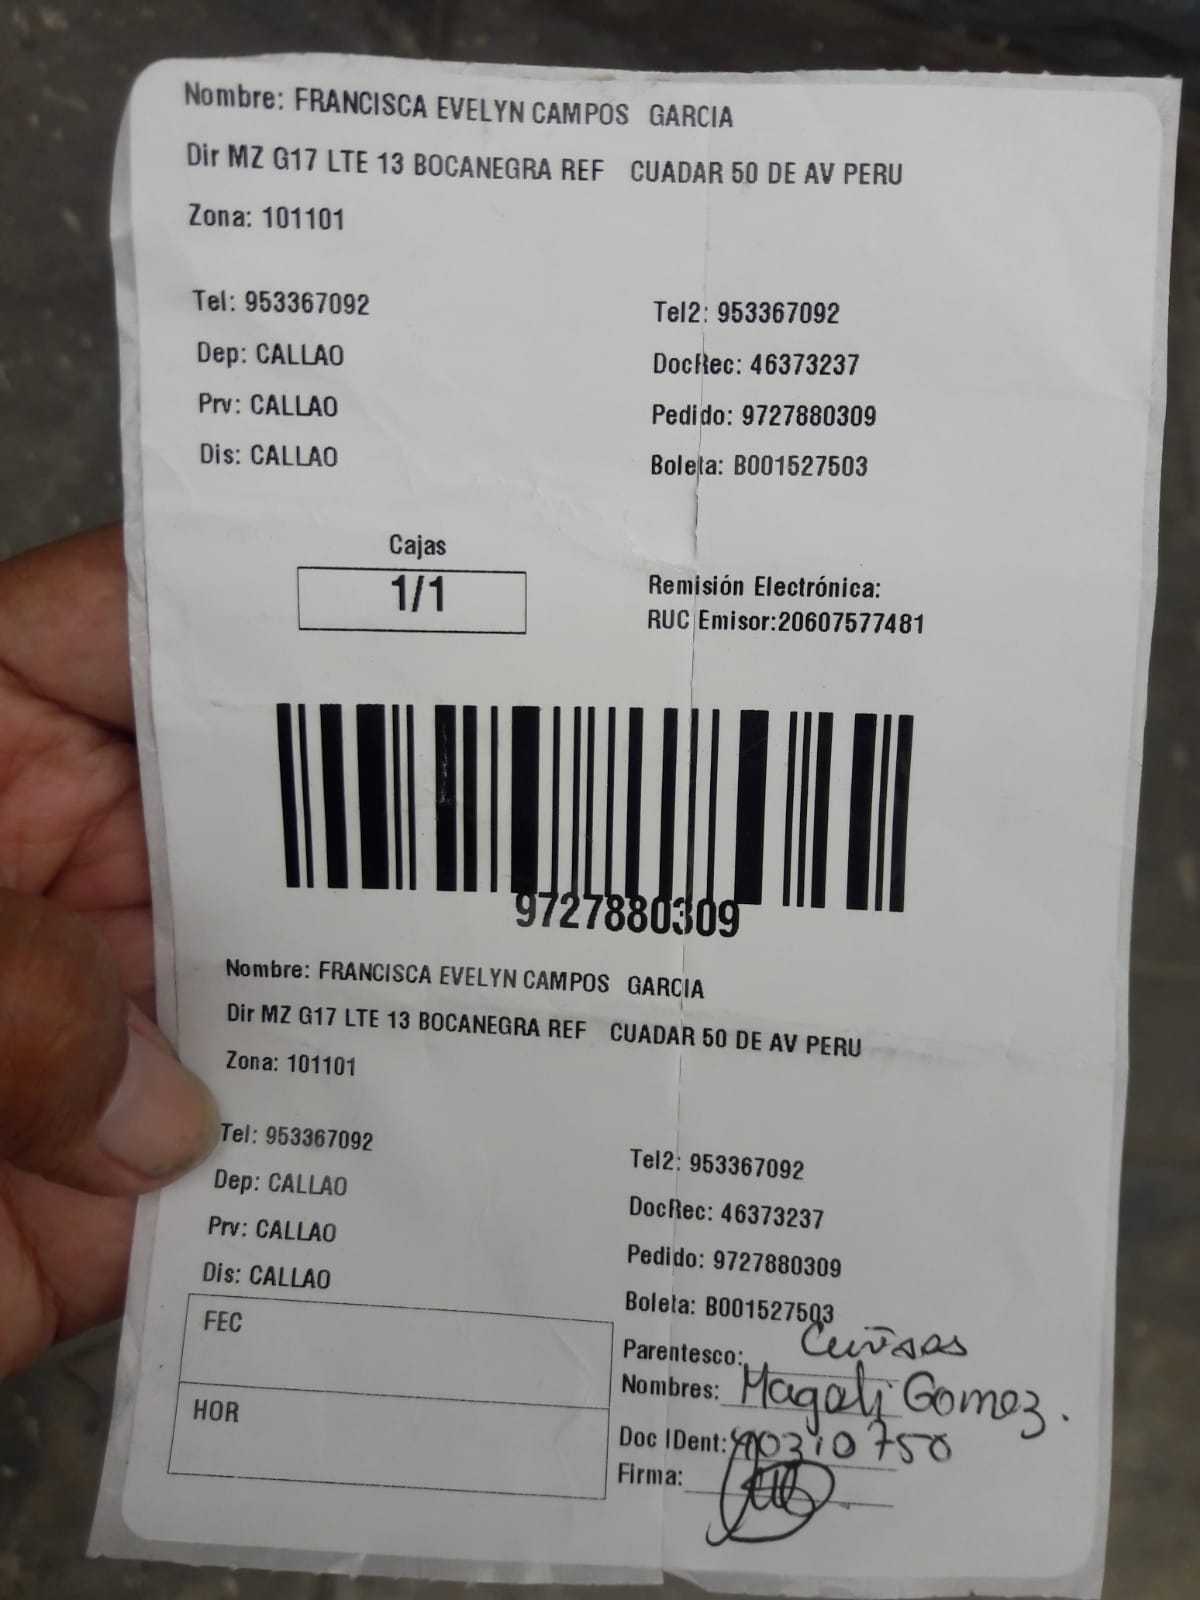 Nombre: FRANCISCA EVELYN CAMPOS GARCIA
Dir MZ G17 LTE 13 BOCANEGRA REF CUADAR 50 DE AV PERU
Zona: 101101
Tel: 953367092 Tel2: 953367092
Dep: CALLAO DocRec: 46373237
Prv: CALLAO Pedido: 9727880309
Dis: CALLAO Boleta: B001527503
Cajas
1/1
Remisión Electrónica:
RUC Emisor:20607577481
9727880309
Nombre: FRANCISCA EVELYN CAMPOS GARCIA
Dir MZ G17 LTE 13 BOCANEGRA REF CUADAR 50 DE AV PERU
Zona: 101101
Tel: 953367092 Tel2: 953367092
Dep: CALLAO DocRec: 46373237
Prv: CALLAO Pedido: 9727880309
Dis: CALLAO Boleta: B001527503
FEC
HOR
Parentesco:
Nombres: Magali Gomez.
Doc IDent:
Firma: